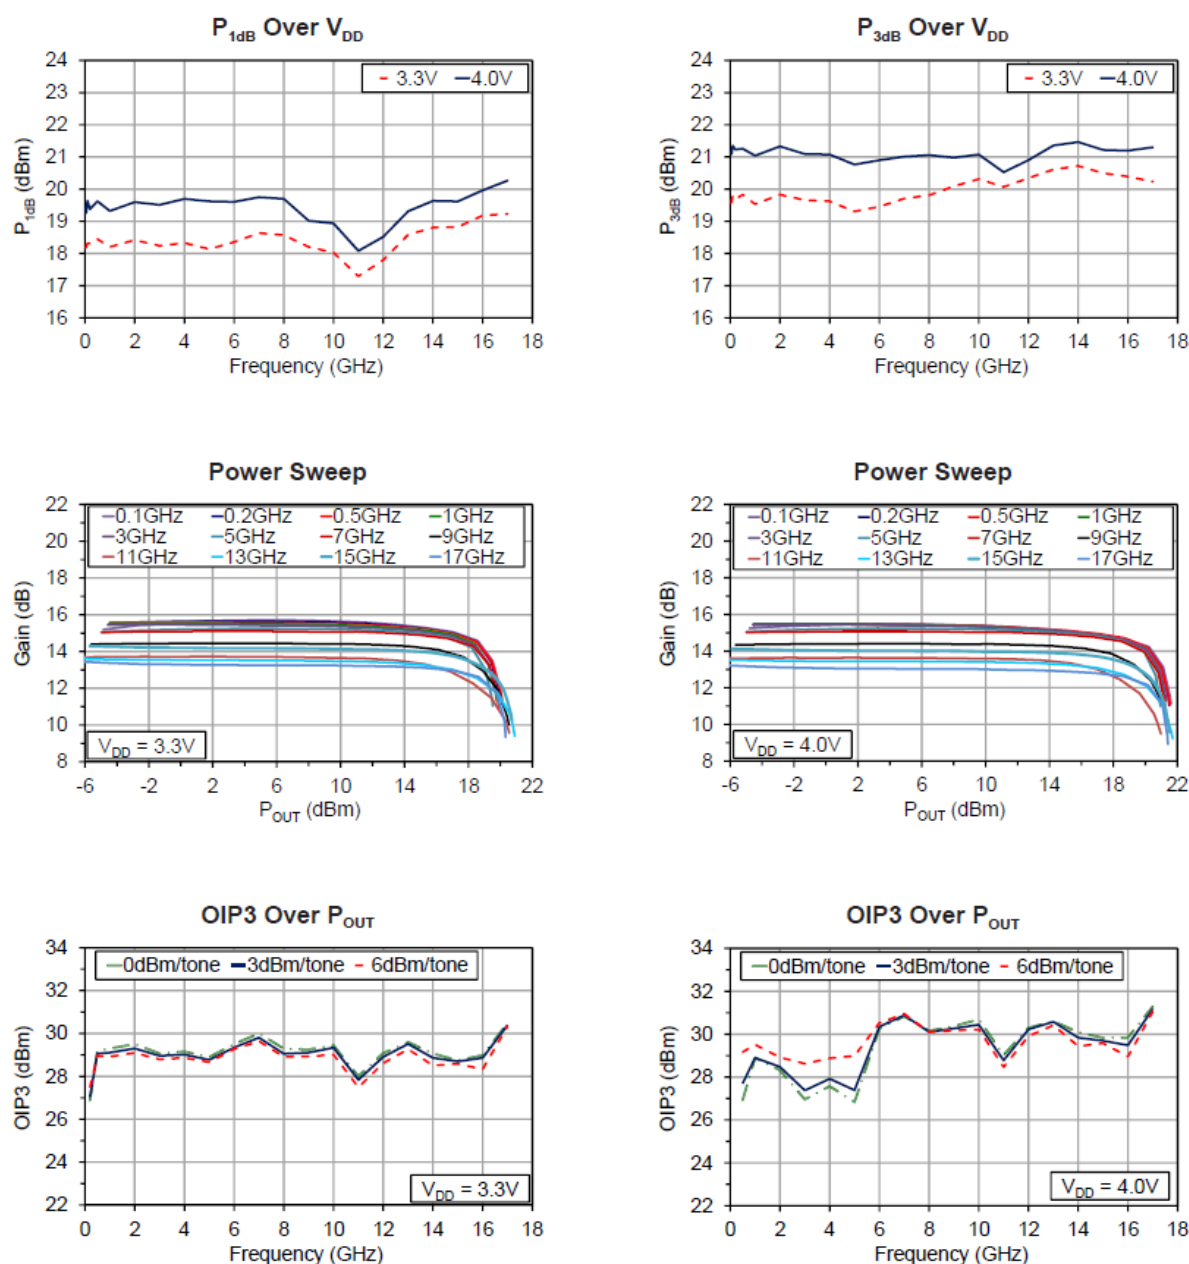 P1dB Over VDD
P1dB (dBm)
24
23
22
21
20
19
18
17
16
3.3V 4.0V
0 2 4 6 8 10 12 14 16 18
Frequency (GHz)
P3dB Over VDD
P3dB (dBm)
24
23
22
21
20
19
18
17
16
3.3V 4.0V
0 2 4 6 8 10 12 14 16 18
Frequency (GHz)
Power Sweep
Gain (dB)
22
20
18
16
14
12
10
8
0.1GHz 0.2GHz 0.5GHz 1GHz
3GHz 5GHz 7GHz 9GHz
11GHz 13GHz 15GHz 17GHz
VDD = 3.3V
-6 -2 2 6 10 14 18 22
POUT (dBm)
Power Sweep
Gain (dB)
22
20
18
16
14
12
10
8
0.1GHz 0.2GHz 0.5GHz 1GHz
3GHz 5GHz 7GHz 9GHz
11GHz 13GHz 15GHz 17GHz
VDD = 4.0V
-6 -2 2 6 10 14 18 22
POUT (dBm)
OIP3 Over POUT
OIP3 (dBm)
34
32
30
28
26
24
22
0dBm/tone 3dBm/tone 6dBm/tone
VDD = 3.3V
0 2 4 6 8 10 12 14 16 18
Frequency (GHz)
OIP3 Over POUT
OIP3 (dBm)
34
32
30
28
26
24
22
0dBm/tone 3dBm/tone 6dBm/tone
VDD = 4.0V
0 2 4 6 8 10 12 14 16 18
Frequency (GHz)